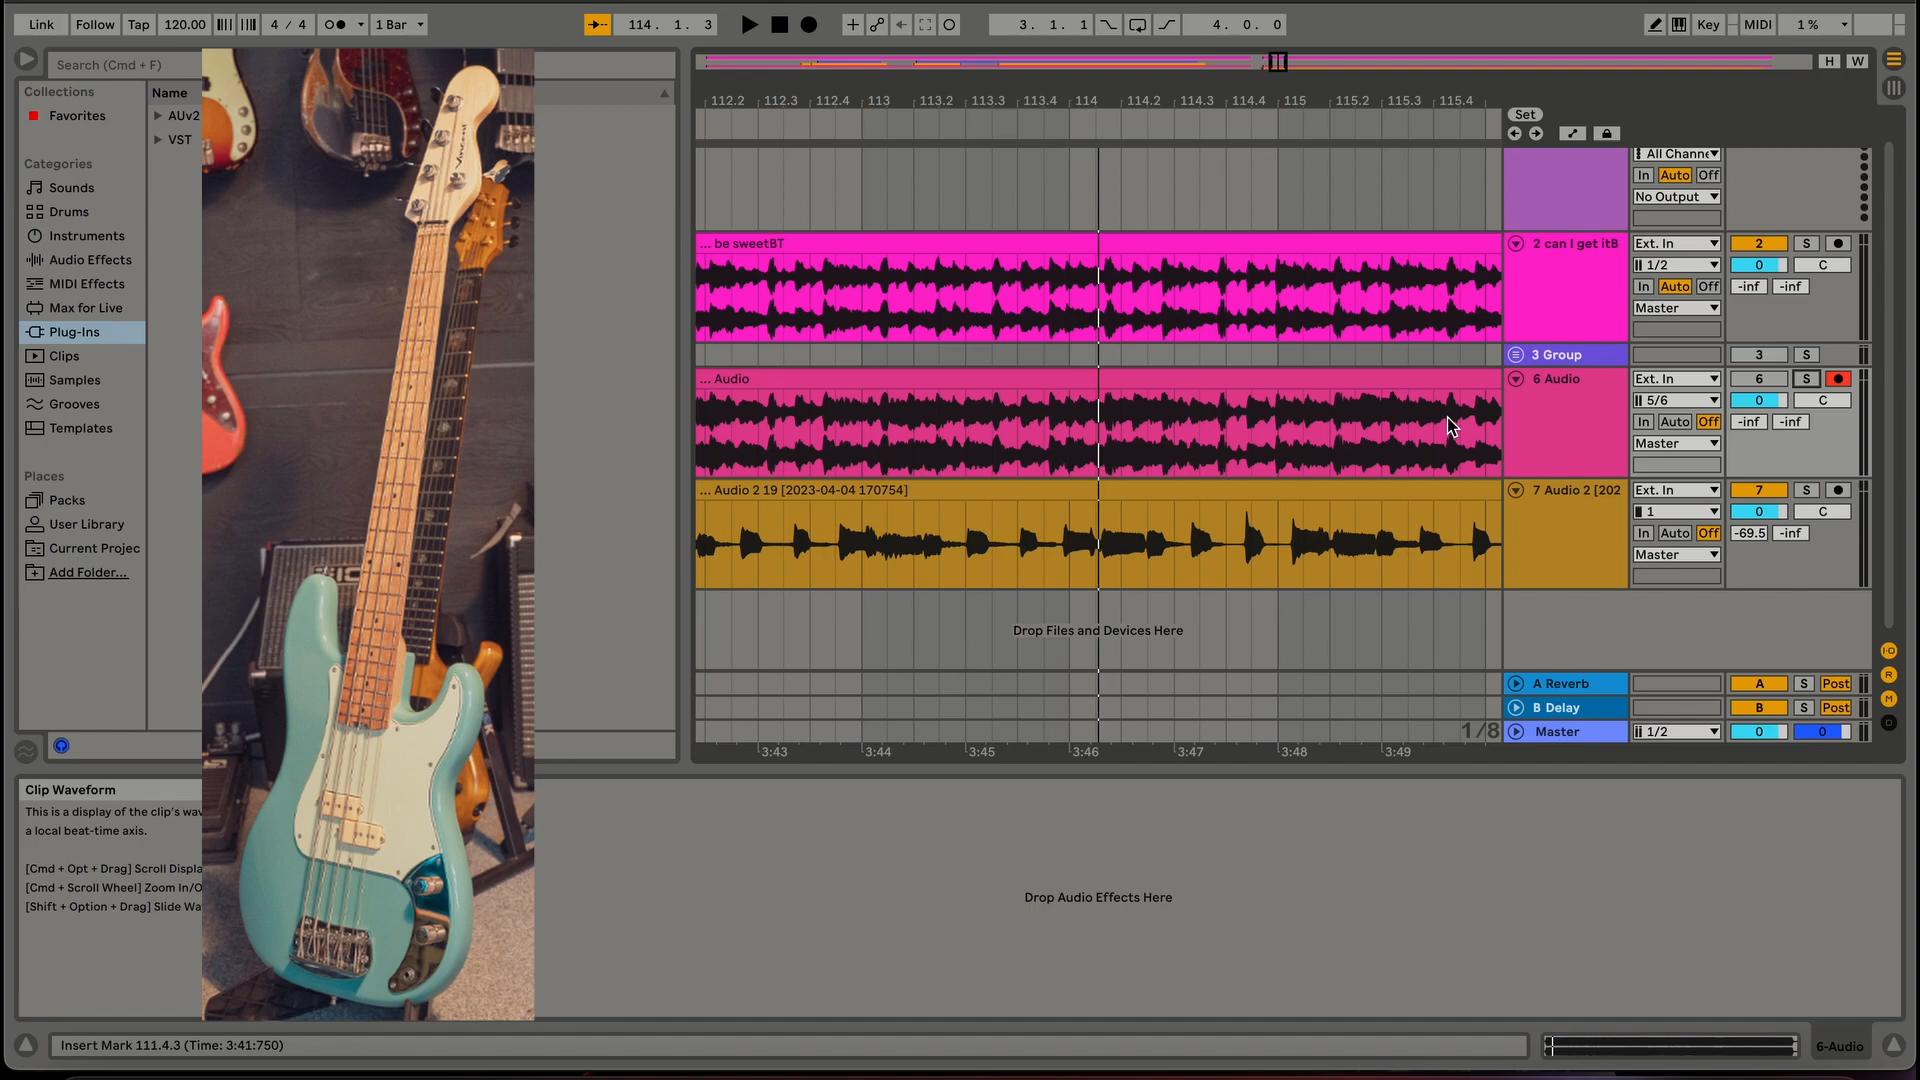 Link Follow Tap 120.00 4 / 4 1 Bar 114 . 1 . 3 3 . 1 . 1 4 . 0 . 0 Key MIDI 1 %
Search (Cmd + F)
H W
Collections
Favorites
Name
AUv2
VST
Categories
Sounds
Drums
Instruments
Audio Effects
MIDI Effects
Max for Live
Plug-Ins
Clips
Samples
Grooves
Templates
Places
Packs
User Library
Current Projec
Add Folder...
Vincent
112.2 112.3 112.4 113 113.2 113.3 113.4 114 114.2 114.3 114.4 115 115.2 115.3 115.4
Set
All Channe
In Auto Off
No Output
... be sweetBT
2 can I get itB
Ext. In 2 S
1/2 0 C
In Auto Off -inf -inf
Master
3 Group 3 S
... Audio
6 Audio
Ext. In 6 S
5/6 0 C
In Auto Off -inf -inf
Master
... Audio 2 19 [2023-04-04 170754]
7 Audio 2 [202
Ext. In 7 S
1 0 C
In Auto Off -69.5 -inf
Master
Drop Files and Devices Here
A Reverb A S Post
B Delay B S Post
1/8 Master 1/2 0 0
3:43 3:44 3:45 3:46 3:47 3:48 3:49
I·O
R
M
D
Clip Waveform
This is a display of the clip's wav
a local beat-time axis.
[Cmd + Opt + Drag] Scroll Displa
[Cmd + Scroll Wheel] Zoom In/O
[Shift + Option + Drag] Slide Wa
Drop Audio Effects Here
Insert Mark 111.4.3 (Time: 3:41:750)
6-Audio